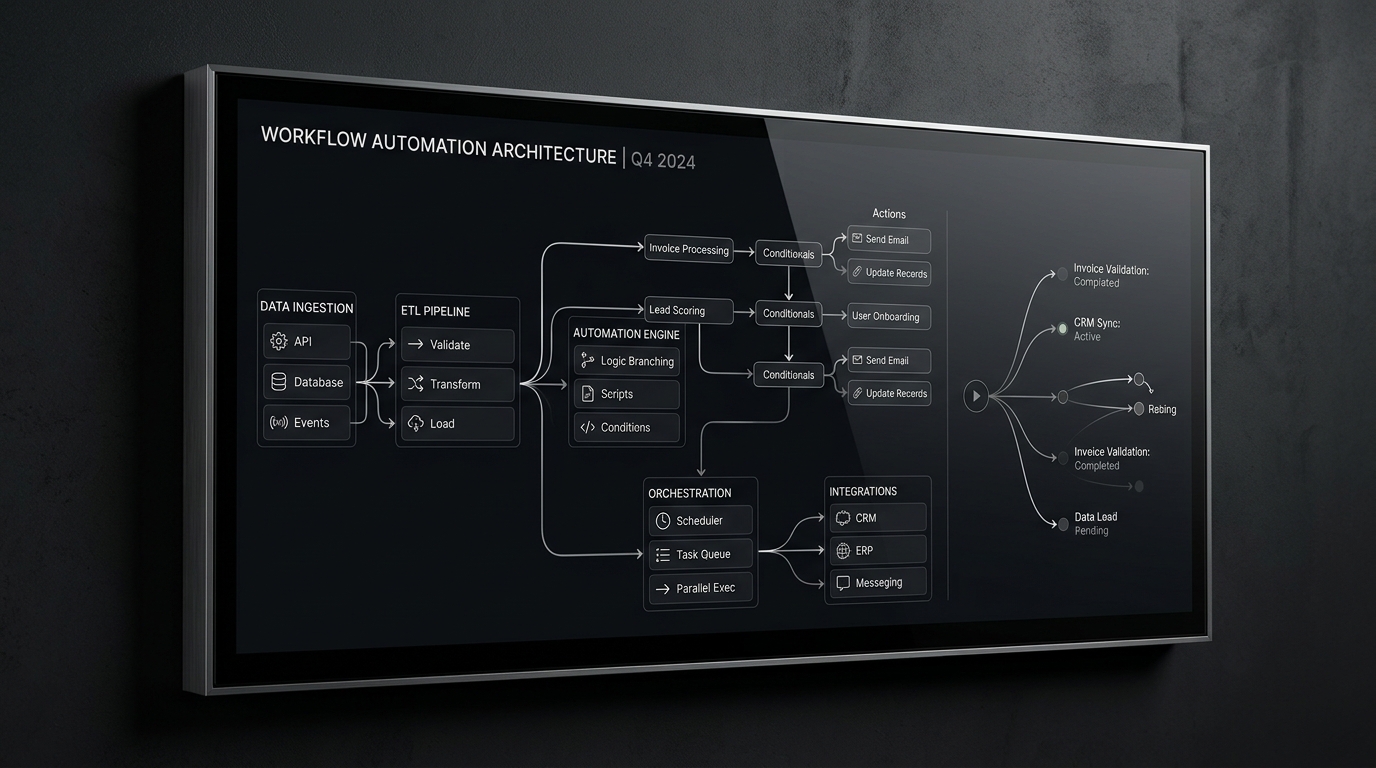 WORKFLOW AUTOMATION ARCHITECTURE | Q4 2024
DATA INGESTION
API
Database
Events
ETL PIPELINE
Validate
Transform
Load
Invoice Processing
Conditionals
Lead Scoring
Conditionals
AUTOMATION ENGINE
Logic Branching
Scripts
Conditions
Conditionals
Actions
Send Email
Update Records
User Onboarding
Send Email
Update Records
ORCHESTRATION
Scheduler
Task Queue
Parallel Exec
INTEGRATIONS
CRM
ERP
Messeging
Invoice Validation:
Complated
CRM Sync:
Active
Rebing
Inveice Validation:
Completed
Data Load
Pending